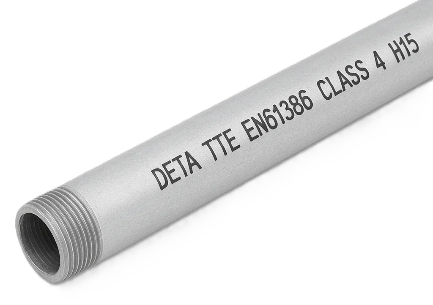 DETA TTE EN61386 CLASS 4 H15